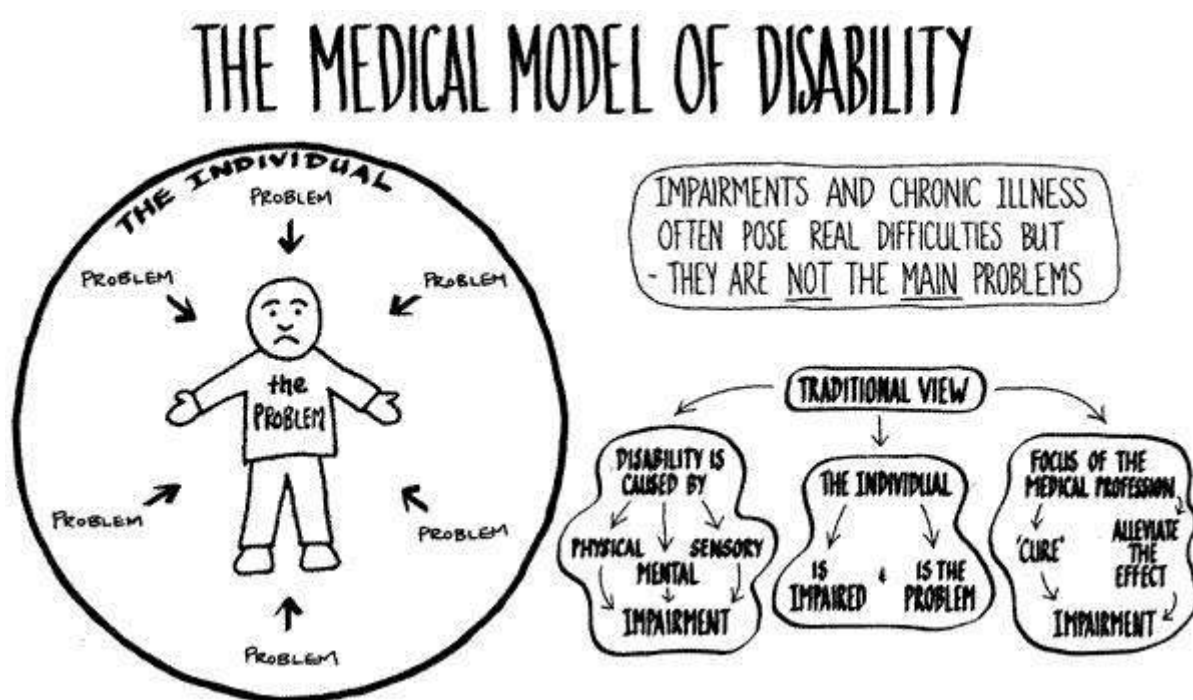 THE MEDICAL MODEL OF DISABILITY
THE INDIVIDUAL
PROBLEM
PROBLEM
PROBLEM
the
PROBLEM
PROBLEM
PROBLEM
PROBLEM
IMPAIRMENTS AND CHRONIC ILLNESS
OFTEN POSE REAL DIFFICULTIES BUT
- THEY ARE NOT THE MAIN PROBLEMS
TRADITIONAL VIEW
DISABILITY IS
CAUSED BY
PHYSICAL
SENSORY
MENTAL
IMPAIRMENT
THE INDIVIDUAL
IS
IMPAIRED
&
IS THE
PROBLEM
FOCUS OF THE
MEDICAL PROFESSION
'CURE'
ALLEVIATE
THE
EFFECT
IMPAIRMENT